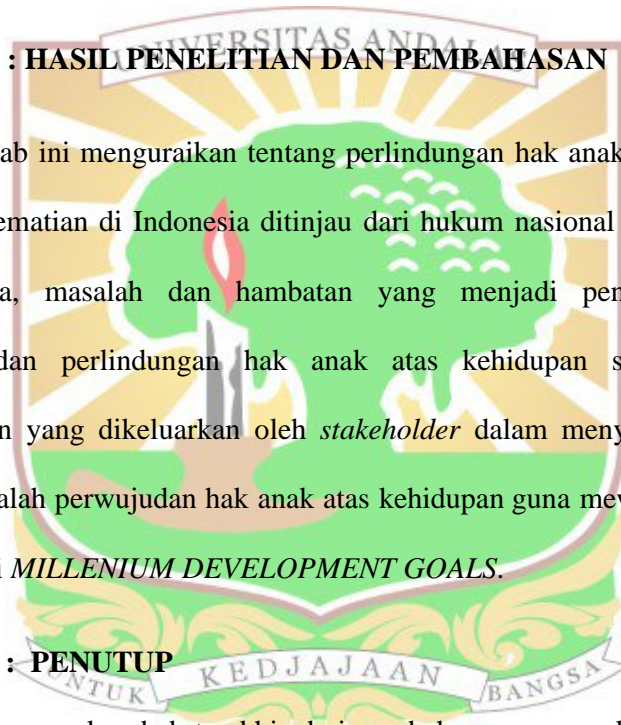 UNIVERSITAS ANDALAS
: HASIL PENELITIAN DAN PEMBAHASAN
ab ini menguraikan tentang perlindungan hak anak
ematian di Indonesia ditinjau dari hukum nasional
a, masalah dan hambatan yang menjadi pen
dan perlindungan hak anak atas kehidupan s
n yang dikeluarkan oleh stakeholder dalam meny
alah perwujudan hak anak atas kehidupan guna mew
i MILLENIUM DEVELOPMENT GOALS.
: PENUTUP
UNTUK KEDJAJAAN BANGSA